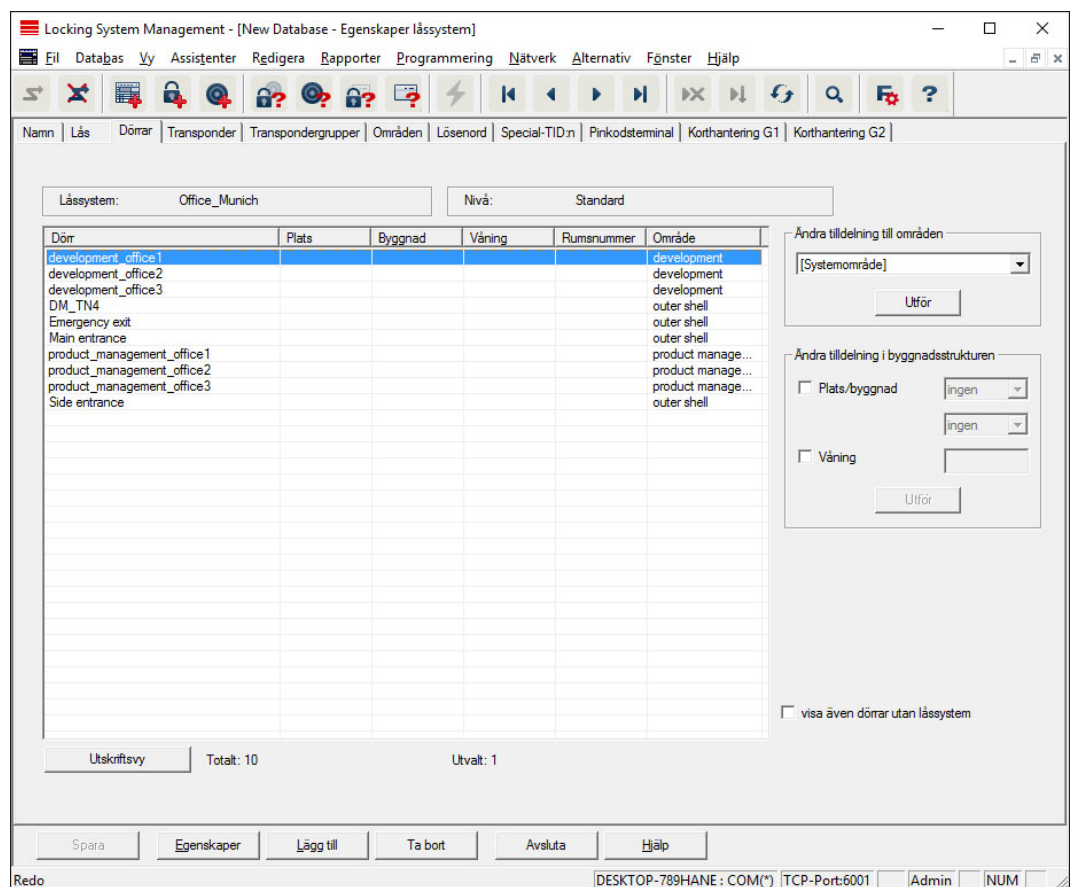 Locking System Management - [New Database - Egenskaper låssystem]
Fil Databas Vy Assistenter Redigera Rapporter Programmering Nätverk Alternativ Fönster Hjälp
Namn Lås Dörrar Transponder Transpondergrupper Områden Lösenord Special-TID:n Pinkodsterminal Korthantering G1 Korthantering G2
Låssystem: Office_Munich Nivå: Standard
Dörr Plats Byggnad Våning Rumsnummer Område
development_office1 development
development_office2 development
development_office3 development
DM_TN4 outer shell
Emergency exit outer shell
Main entrance outer shell
product_management_office1 product manage...
product_management_office2 product manage...
product_management_office3 product manage...
Side entrance outer shell
Ändra tilldelning till områden
[Systemområde]
Utför
Ändra tilldelning i byggnadsstrukturen
Plats/byggnad ingen
ingen
Våning
Utför
visa även dörrar utan låssystem
Utskriftsvy Totalt: 10 Utvalt: 1
Spara Egenskaper Lägg till Ta bort Avsluta Hjälp
Redo DESKTOP-789HANE : COM(*) TCP-Port:6001 Admin NUM